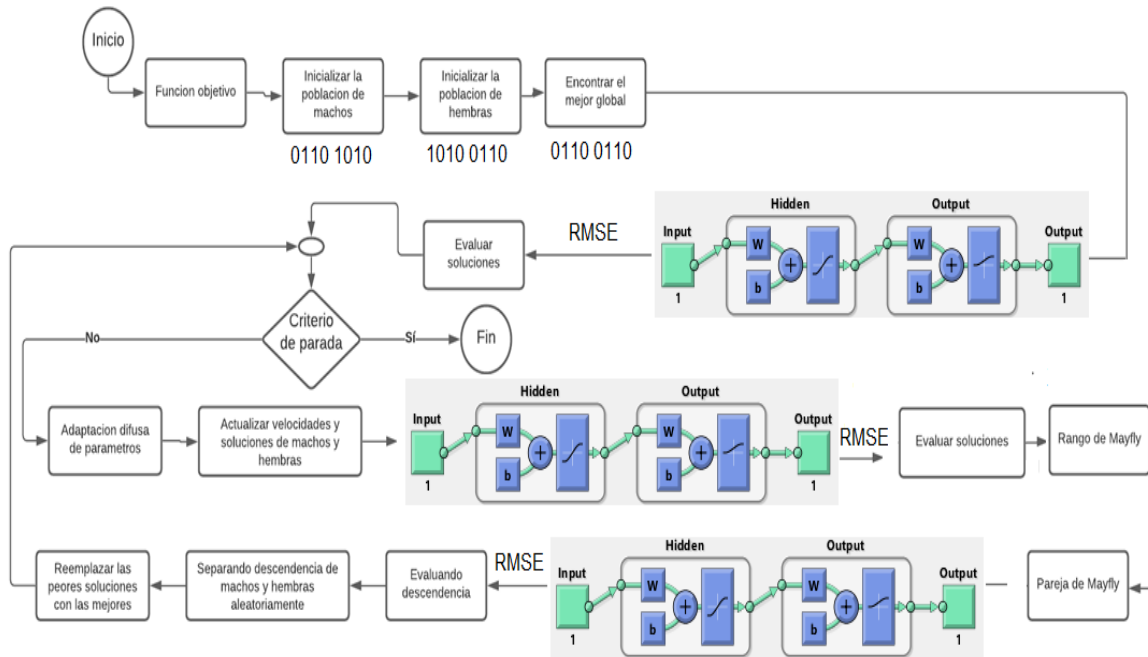 Inicio
Funcion objetivo
Inicializar la
poblacion de
machos
Inicializar la
poblacion de
hembras
Encontrar el
mejor global
0110 1010
1010 0110
0110 0110
Evaluar
soluciones
RMSE
Input
1
Hidden
W
b
+
Output
W
b
+
Output
1
Criterio
de parada
No
Sí
Fin
Adaptacion difusa
de parametros
Actualizar velocidades y
soluciones de machos y
hembras
Input
1
Hidden
W
b
+
Output
W
b
+
Output
1
RMSE
Evaluar soluciones
Rango de Mayfly
Reemplazar las
peores soluciones
con las mejores
Separando descendencia de
machos y hembras
aleatoriamente
Evaluando
descendencia
RMSE
Input
1
Hidden
W
b
+
Output
W
b
+
Output
1
Pareja de Mayfly